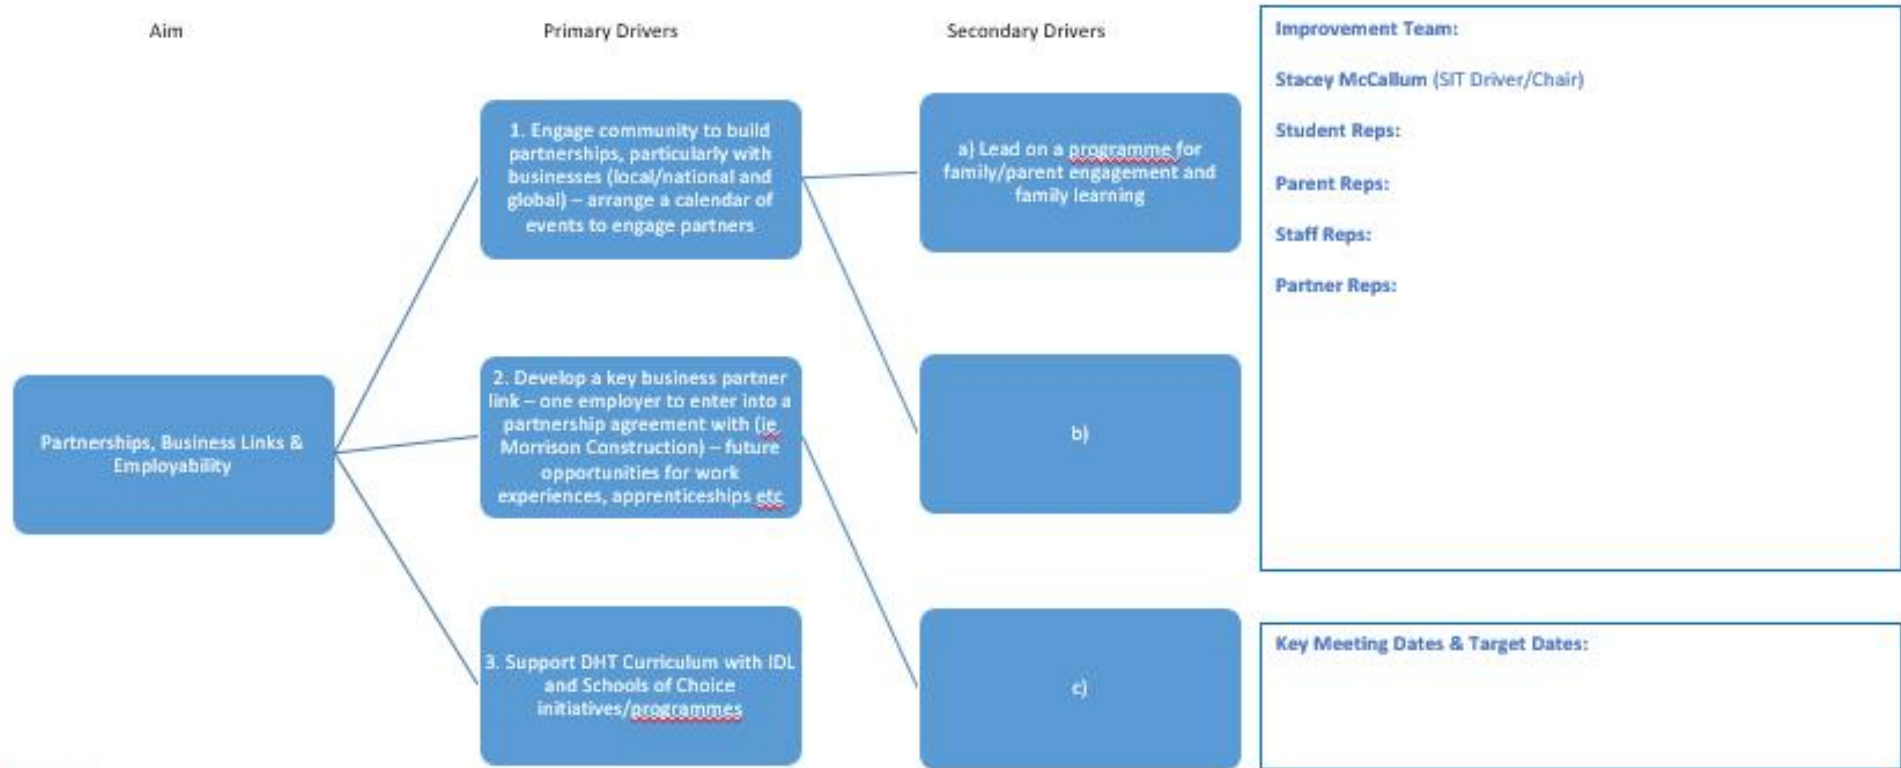 Aim
Primary Drivers
Secondary Drivers
Partnerships, Business Links &
Employability
1. Engage community to build
partnerships, particularly with
businesses (local/national and
global) – arrange a calendar of
events to engage partners
2. Develop a key business partner
link – one employer to enter into a
partnership agreement with (ie
Morrison Construction) – future
opportunities for work
experiences, apprenticeships etc
3. Support DHT Curriculum with IDL
and Schools of Choice
initiatives/programmes
a) Lead on a programme for
family/parent engagement and
family learning
b)
c)
Improvement Team:
Stacey McCallum (SIT Driver/Chair)
Student Reps:
Parent Reps:
Staff Reps:
Partner Reps:
Key Meeting Dates & Target Dates: